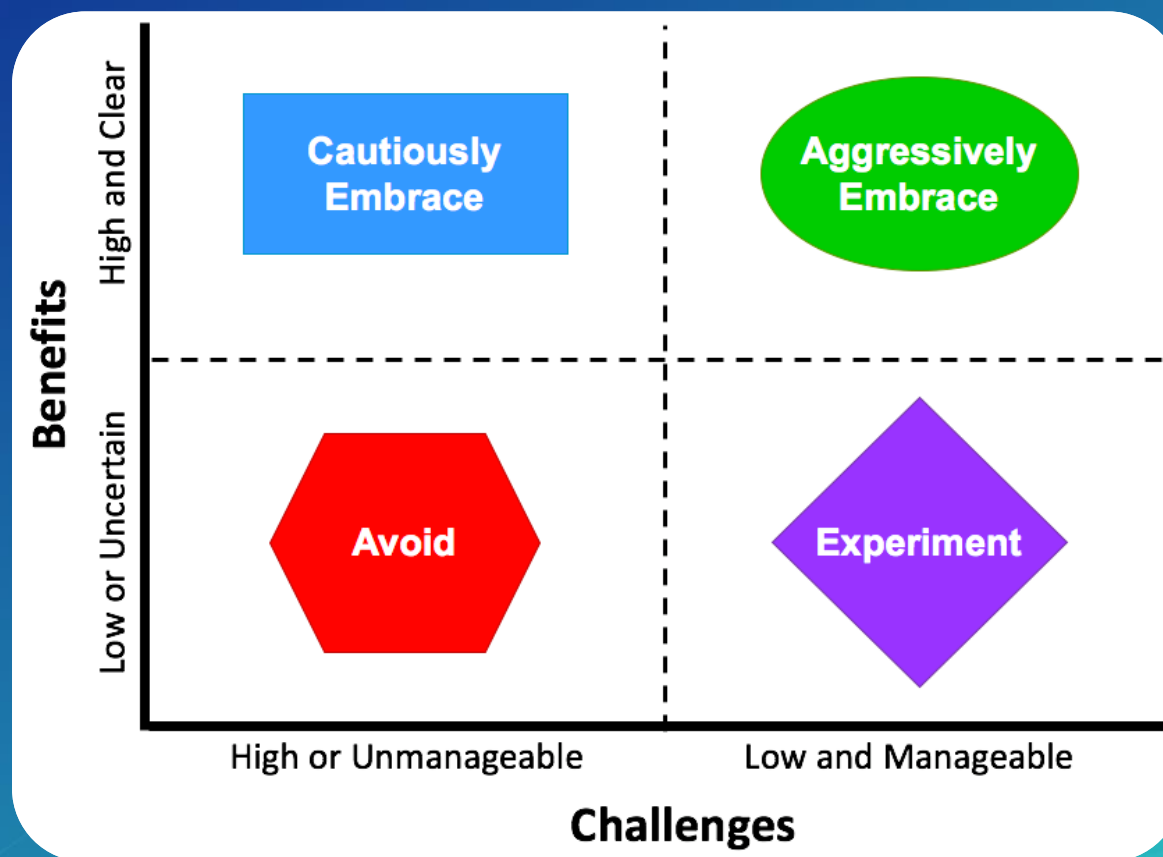 Benefits
High and Clear
Low or Uncertain
Cautiously
Embrace
Aggressively
Embrace
Avoid
Experiment
High or Unmanageable
Low and Manageable
Challenges